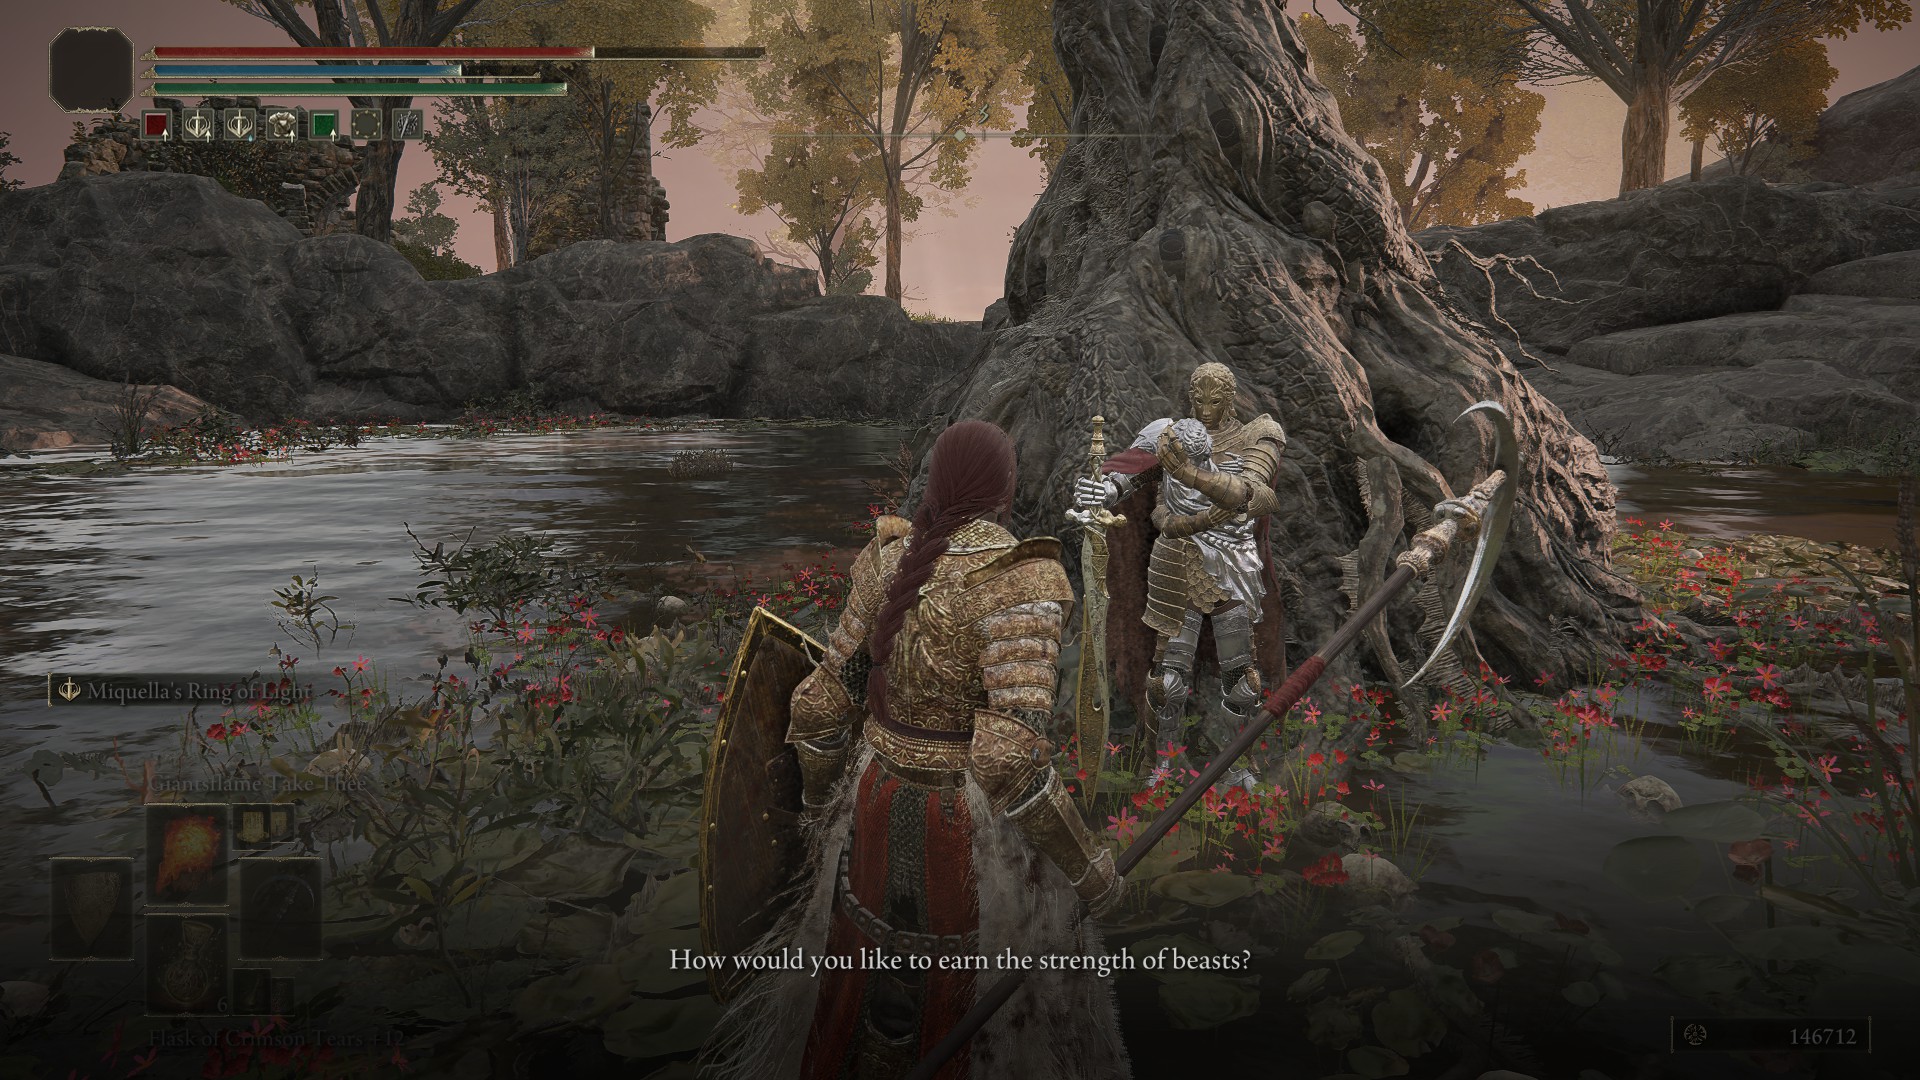 S
Miquella's Ring of Light
Giantsflame Take Thee
6
Flask of Crimson Tears +12
How would you like to earn the strength of beasts?
146712